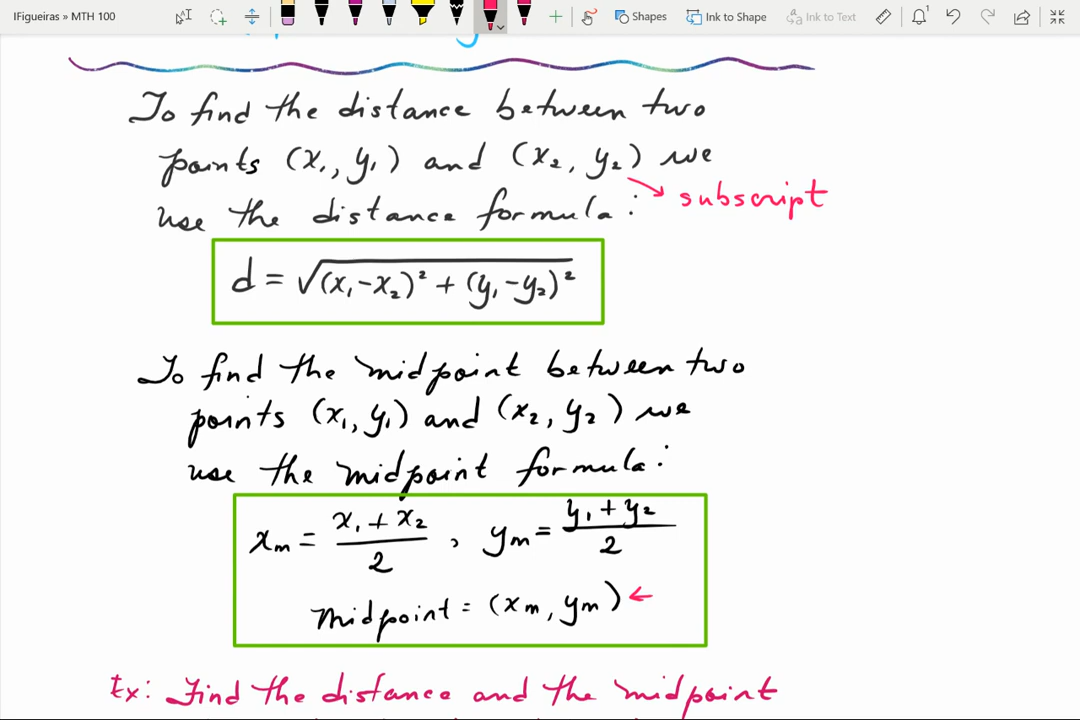 IFigueiras » MTH 100
Shapes
Ink to Shape
Ink to Text
1
To find the distance between two
points (x₁, y₁) and (x₂, y₂) we
subscript
use the distance formula:
d = √(x₁-x₂)² + (y₁-y₂)²
To find the midpoint between two
points (x₁, y₁) and (x₂, y₂) we
use the midpoint formula:
xm = x₁ + x₂ / 2 , ym = y₁ + y₂ / 2
midpoint = (xm, ym) ←
Ex: Find the distance and the midpoint